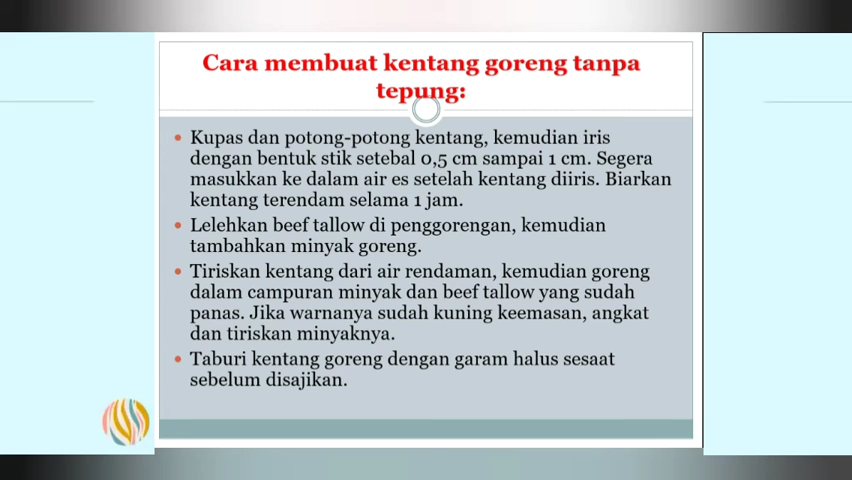 Cara membuat kentang goreng tanpa
tepung:
• Kupas dan potong-potong kentang, kemudian iris
dengan bentuk stik setebal 0,5 cm sampai 1 cm. Segera
masukkan ke dalam air es setelah kentang diiris. Biarkan
kentang terendam selama 1 jam.
• Lelehkan beef tallow di penggorengan, kemudian
tambahkan minyak goreng.
• Tiriskan kentang dari air rendaman, kemudian goreng
dalam campuran minyak dan beef tallow yang sudah
panas. Jika warnanya sudah kuning keemasan, angkat
dan tiriskan minyaknya.
• Taburi kentang goreng dengan garam halus sesaat
sebelum disajikan.